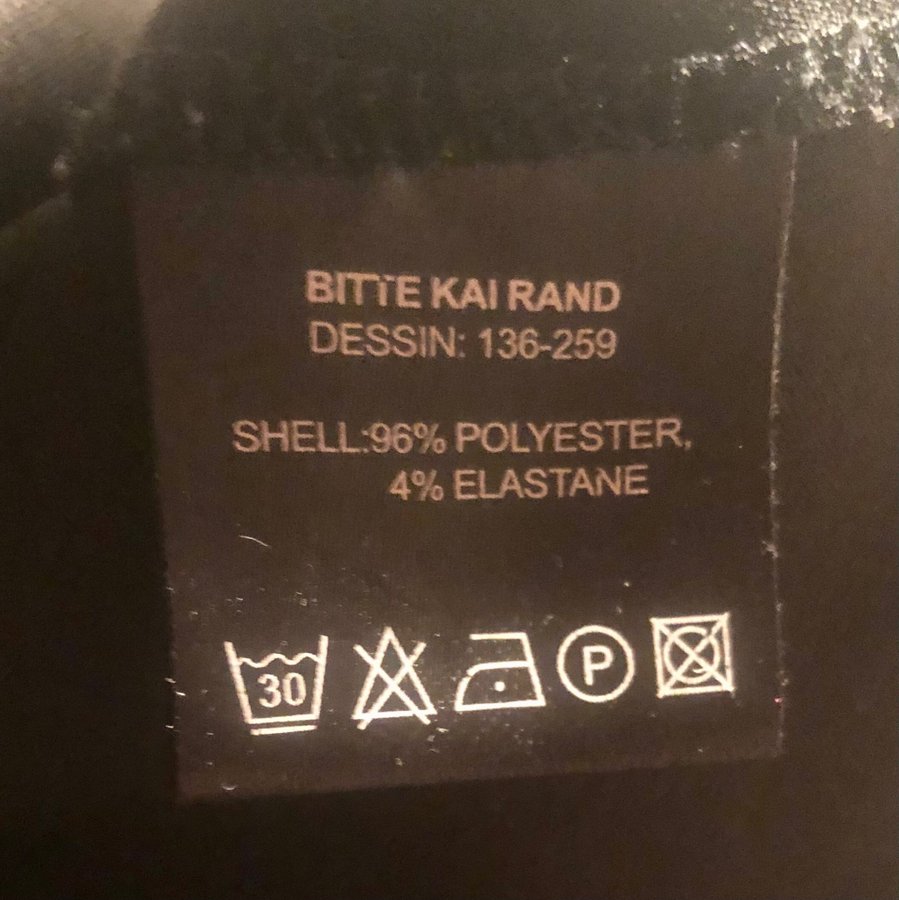 BITTE KAI RAND
DESSIN: 136-259
SHELL:96% POLYESTER,
4% ELASTANE
30 P